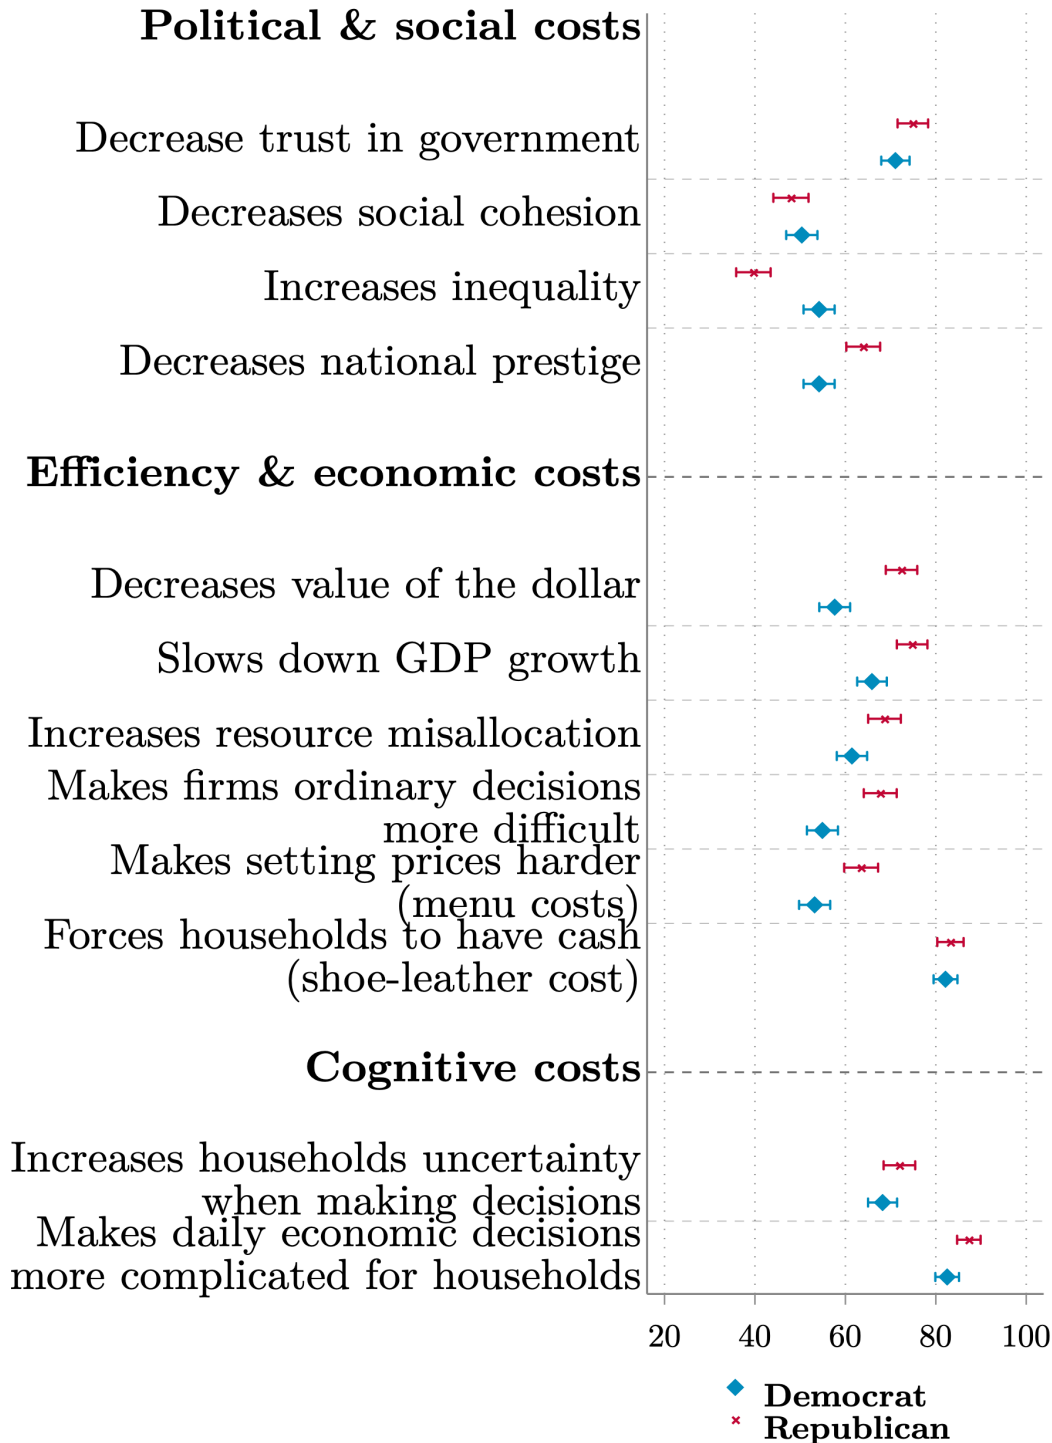 Political & social costs
Decrease trust in government
Decreases social cohesion
Increases inequality
Decreases national prestige
Efficiency & economic costs
Decreases value of the dollar
Slows down GDP growth
Increases resource misallocation
Makes firms ordinary decisions
more difficult
Makes setting prices harder
(menu costs)
Forces households to have cash
(shoe-leather cost)
Cognitive costs
Increases households uncertainty
when making decisions
Makes daily economic decisions
more complicated for households
20 40 60 80 100
Democrat
Republican